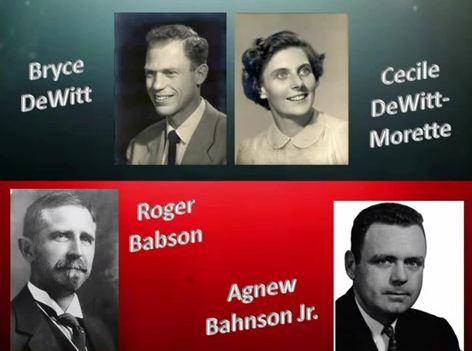 Bryce
DeWitt
Cecile
DeWitt-
Morette
Roger
Babson
Agnew
Bahnson Jr.